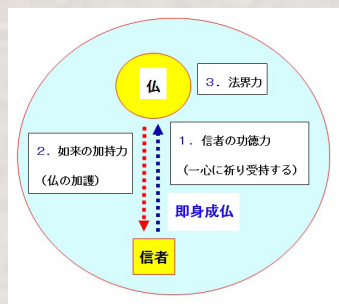 仏
3．法界力
2．如来の加持力
（仏の加護）
1．信者の功徳力
（一心に祈り受持する）
即身成仏
信者